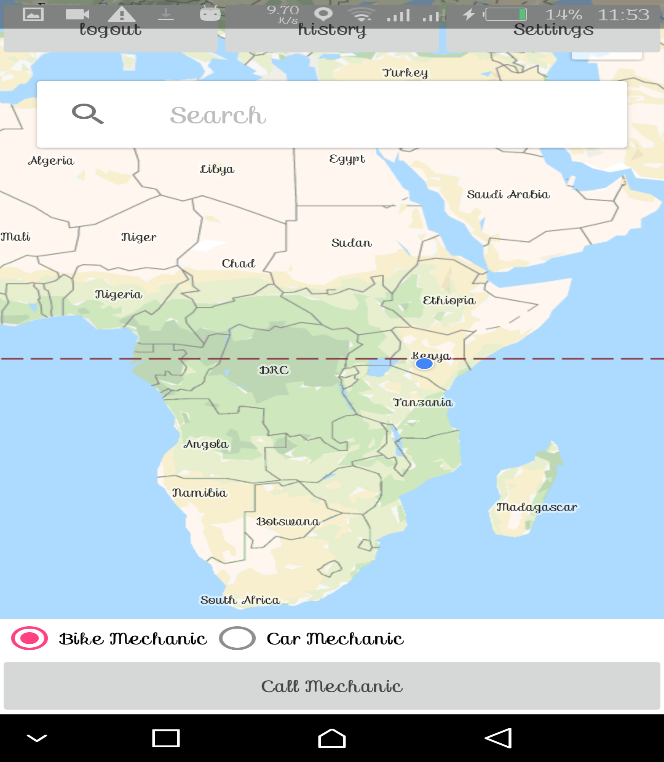 9.70
K/s
14% 11:53
logout history Settings
Turkey
Search
Algeria
Libya
Egypt
Saudi Arabia
Mali
Niger
Chad
Sudan
Nigeria
Ethiopia
Kenya
DRC
Tanzania
Angola
Namibia
Botswana
Madagascar
South Africa
Bike Mechanic Car Mechanic
Call Mechanic